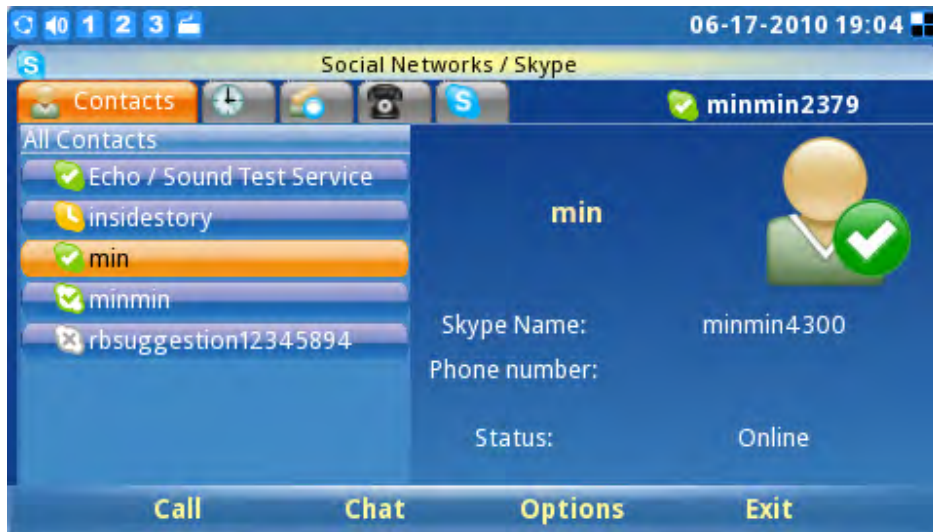 1 2 3 06-17-2010 19:04
S Social Networks / Skype
Contacts S minmin2379
All Contacts
Echo / Sound Test Service
insidestory
min
minmin
rbsuggestion12345894
min
Skype Name: minmin4300
Phone number:
Status: Online
Call Chat Options Exit